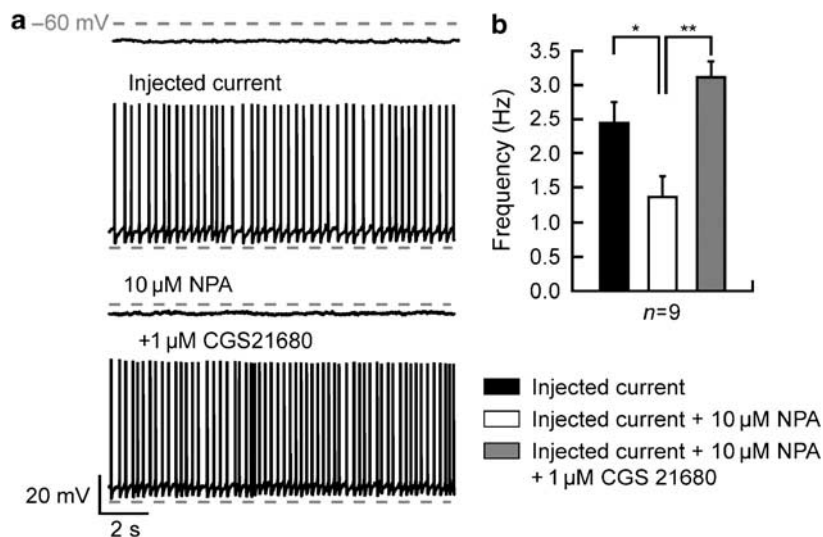 a
–60 mV
Injected current
10 µM NPA
+1 µM CGS21680
20 mV
2 s
b
* **
Frequency (Hz)
3.5
3.0
2.5
2.0
1.5
1.0
0.5
0.0
n=9
Injected current
Injected current + 10 µM NPA
Injected current + 10 µM NPA
+ 1 µM CGS 21680